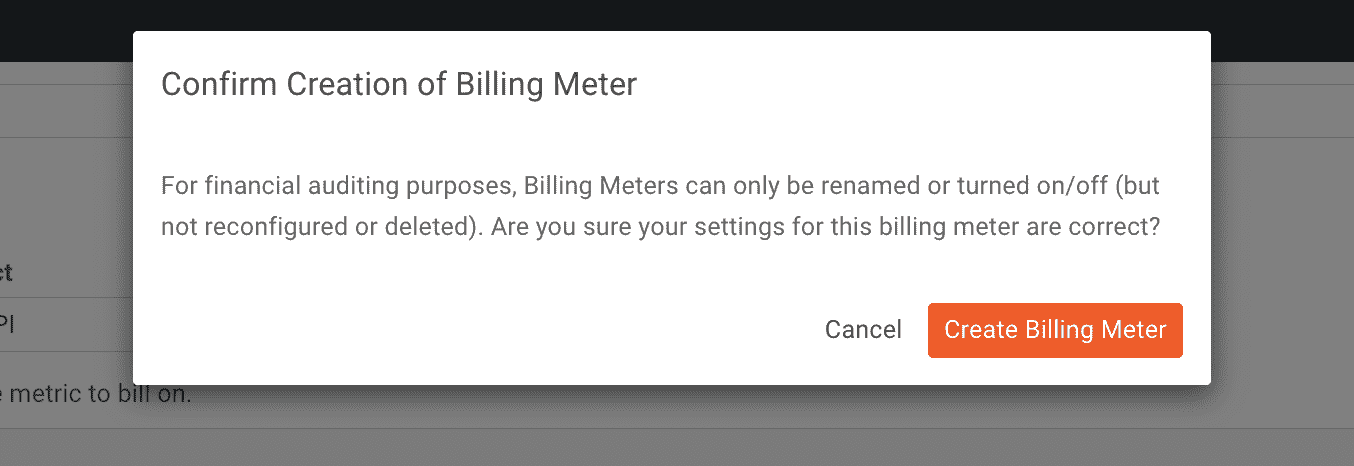 Confirm Creation of Billing Meter
For financial auditing purposes, Billing Meters can only be renamed or turned on/off (but
not reconfigured or deleted). Are you sure your settings for this billing meter are correct?
Cancel Create Billing Meter
metric to bill on.